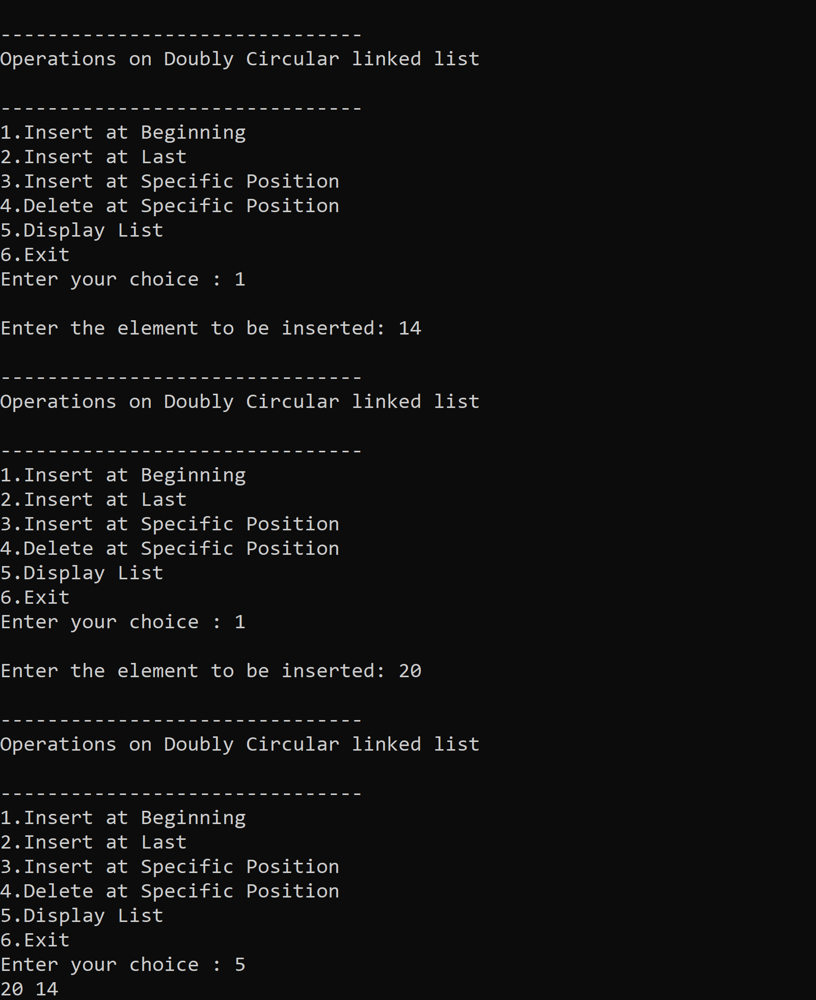 -------------------------------
Operations on Doubly Circular linked list
-------------------------------
1.Insert at Beginning
2.Insert at Last
3.Insert at Specific Position
4.Delete at Specific Position
5.Display List
6.Exit
Enter your choice : 1
Enter the element to be inserted: 14
-------------------------------
Operations on Doubly Circular linked list
-------------------------------
1.Insert at Beginning
2.Insert at Last
3.Insert at Specific Position
4.Delete at Specific Position
5.Display List
6.Exit
Enter your choice : 1
Enter the element to be inserted: 20
-------------------------------
Operations on Doubly Circular linked list
-------------------------------
1.Insert at Beginning
2.Insert at Last
3.Insert at Specific Position
4.Delete at Specific Position
5.Display List
6.Exit
Enter your choice : 5
20 14